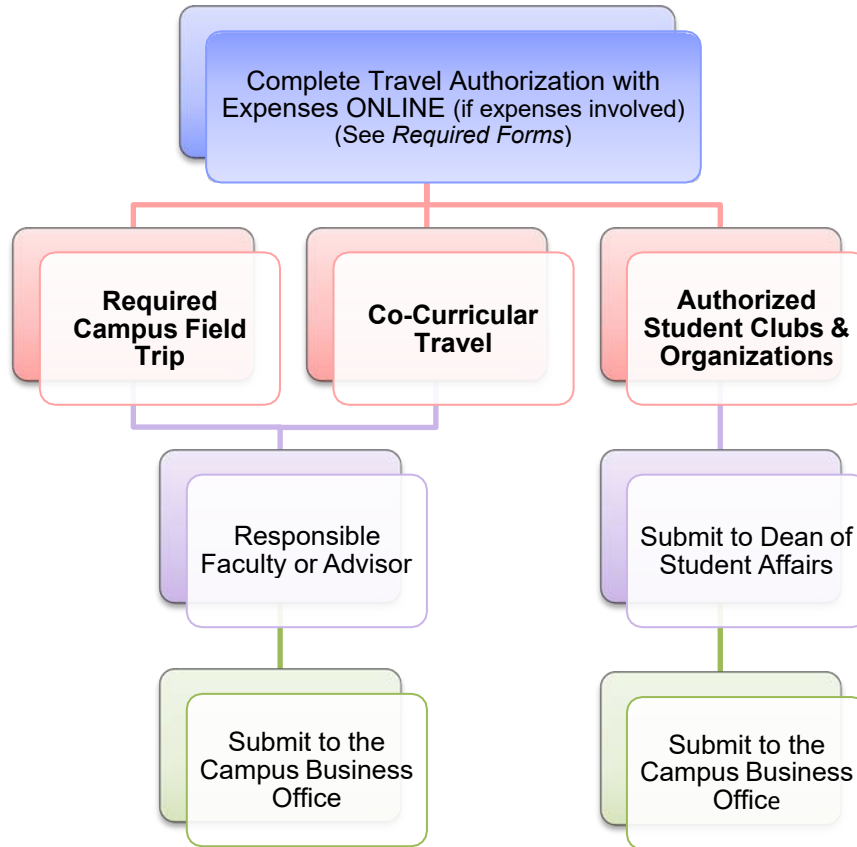 Complete Travel Authorization with
Expenses ONLINE (if expenses involved)
(See Required Forms)
Required
Campus Field
Trip
Co-Curricular
Travel
Authorized
Student Clubs &
Organizations
Responsible
Faculty or Advisor
Submit to Dean of
Student Affairs
Submit to the
Campus Business
Office
Submit to the
Campus Business
Office